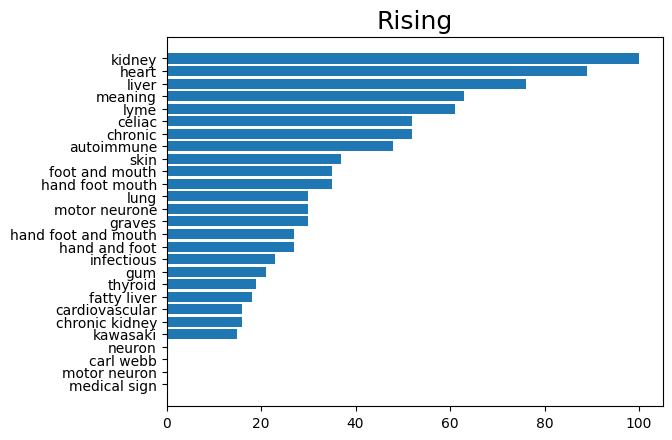 Rising
kidney
heart
liver
meaning
lyme
celiac
chronic
autoimmune
skin
foot and mouth
hand foot mouth
lung
motor neurone
graves
hand foot and mouth
hand and foot
infectious
gum
thyroid
fatty liver
cardiovascular
chronic kidney
kawasaki
neuron
carl webb
motor neuron
medical sign
0 20 40 60 80 100